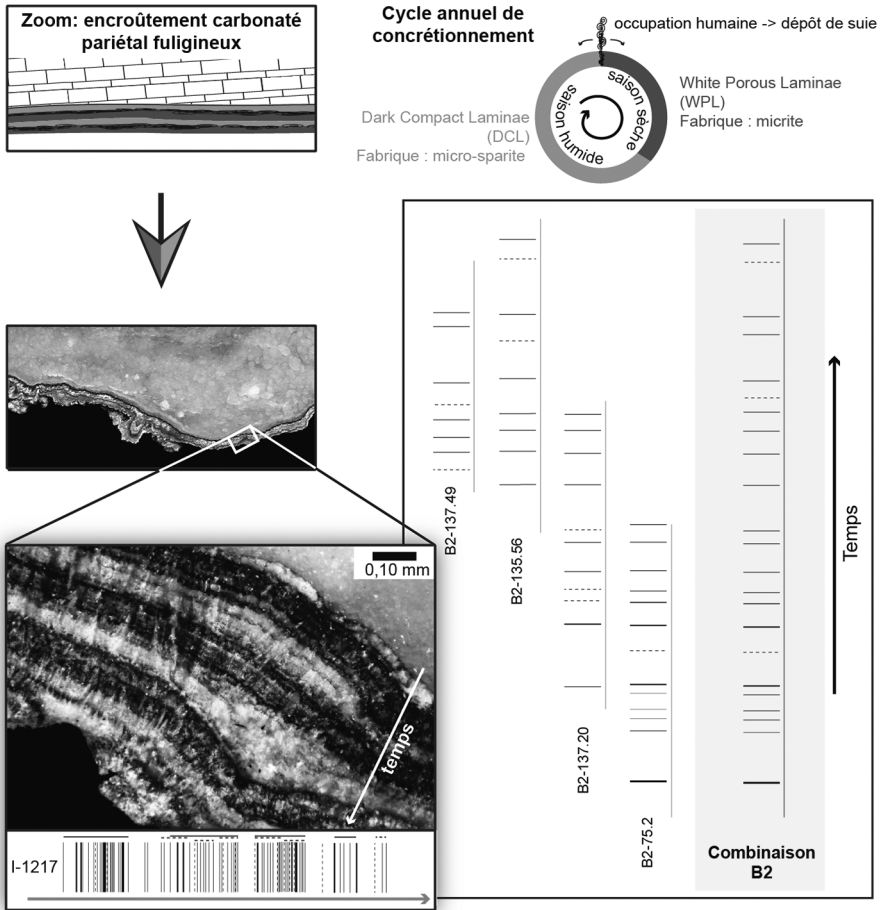 Zoom: encroûtement carbonaté
pariétal fuligineux
Cycle annuel de
concrétionnement
occupation humaine -> dépôt de suie
Dark Compact Laminae
(DCL)
Fabrique : micro-sparite
saison humide
saison sèche
White Porous Laminae
(WPL)
Fabrique : micrite
0,10 mm
temps
I-1217
B2-137.49
B2-135.56
B2-137.20
B2-75.2
Combinaison
B2
Temps